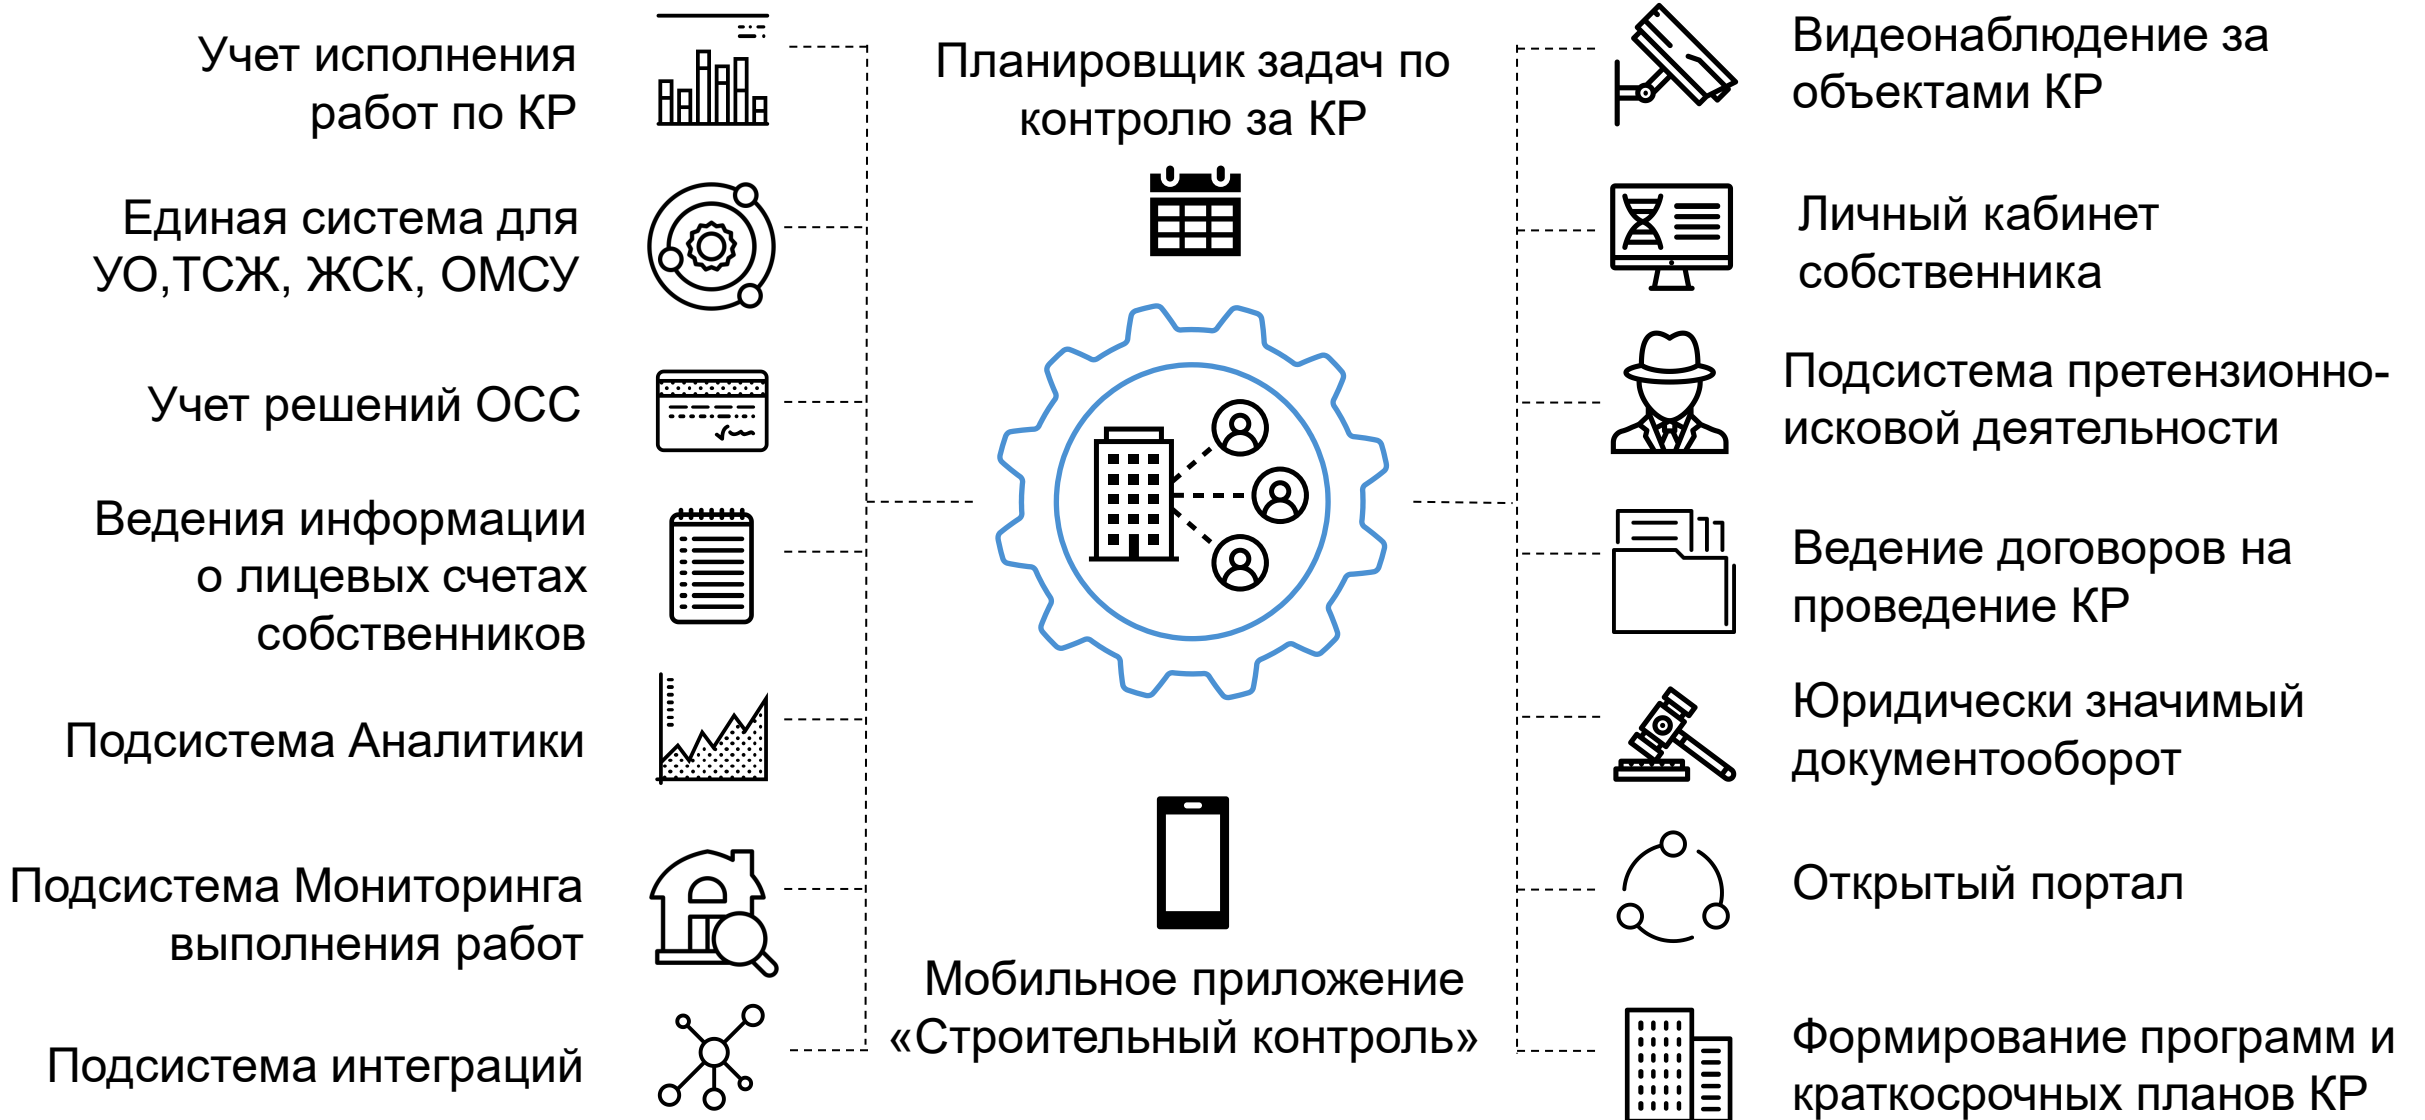 Учет исполнения
работ по КР
Единая система для
УО,ТСЖ, ЖСК, ОМСУ
Учет решений ОСС
Ведения информации
о лицевых счетах
собственников
Подсистема Аналитики
Подсистема Мониторинга
выполнения работ
Подсистема интеграций
Планировщик задач по
контролю за КР
Мобильное приложение
«Строительный контроль»
Видеонаблюдение за
объектами КР
Личный кабинет
собственника
Подсистема претензионно-
исковой деятельности
Ведение договоров на
проведение КР
Юридически значимый
документооборот
Открытый портал
Формирование программ и
краткосрочных планов КР